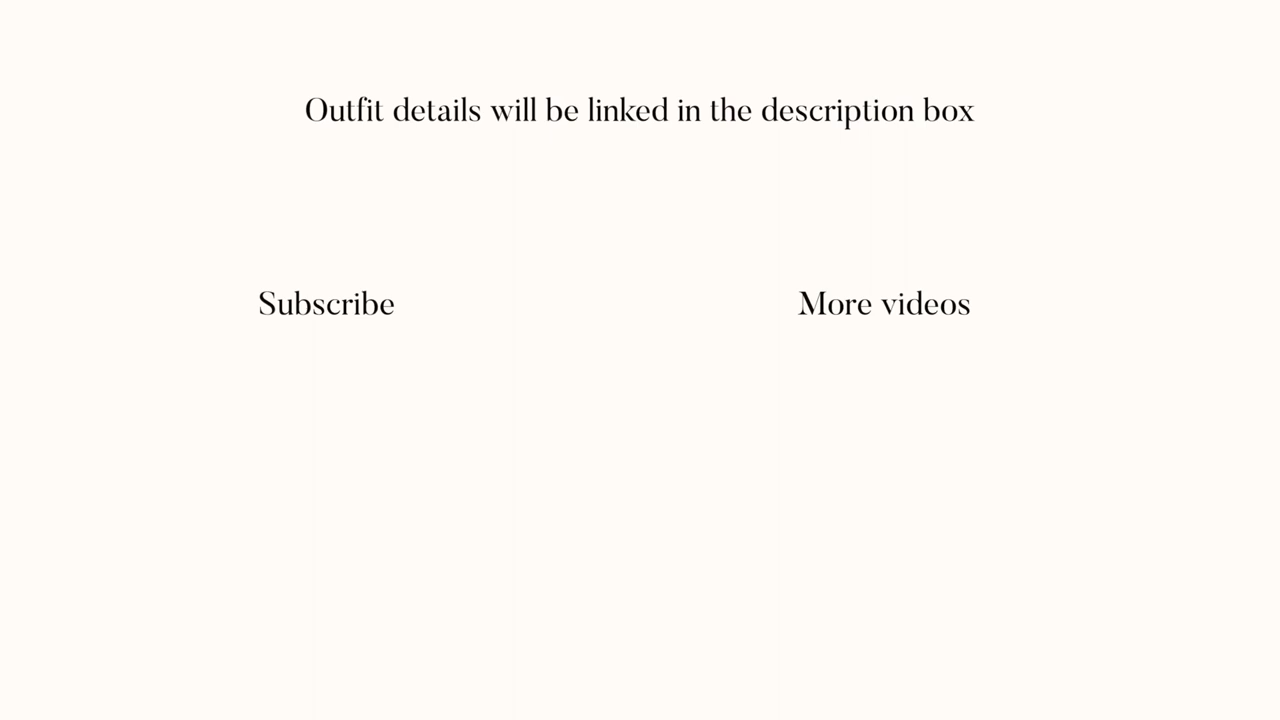 Outfit details will be linked in the description box
Subscribe
More videos